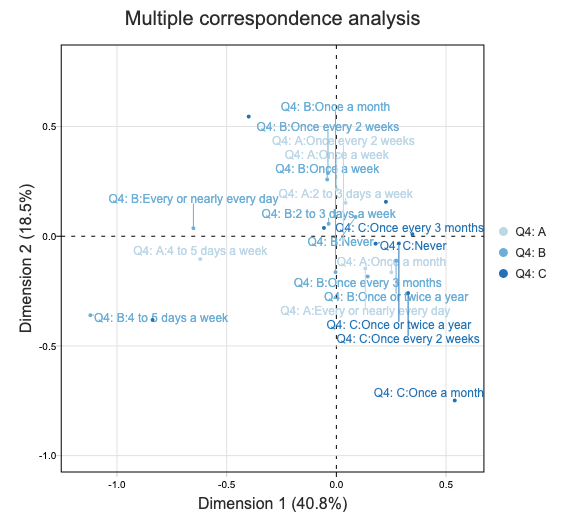 Multiple correspondence analysis
Q4: B:Once a month
Q4: B:Once every 2 weeks
Q4: A:Once every 2 weeks
Q4: A:Once a week
Q4: B:Once a week
Q4: A:2 to 3 days a week
Q4: B:Every or nearly every day
Q4: B:2 to 3 days a week
Q4: C:Once every 3 months
Q4: B:Never
Q4: C:Never
Q4: A:4 to 5 days a week
Q4: A:Once a month
Q4: B:Once every 3 months
Q4: B:Once or twice a year
Q4: A:Every or nearly every day
Q4: B:4 to 5 days a week
Q4: C:Once or twice a year
Q4: C:Once every 2 weeks
Q4: C:Once a month
0.5
0.0
-0.5
-1.0
Dimension 2 (18.5%)
-1.0
-0.5
0.0
0.5
Dimension 1 (40.8%)
Q4: A
Q4: B
Q4: C